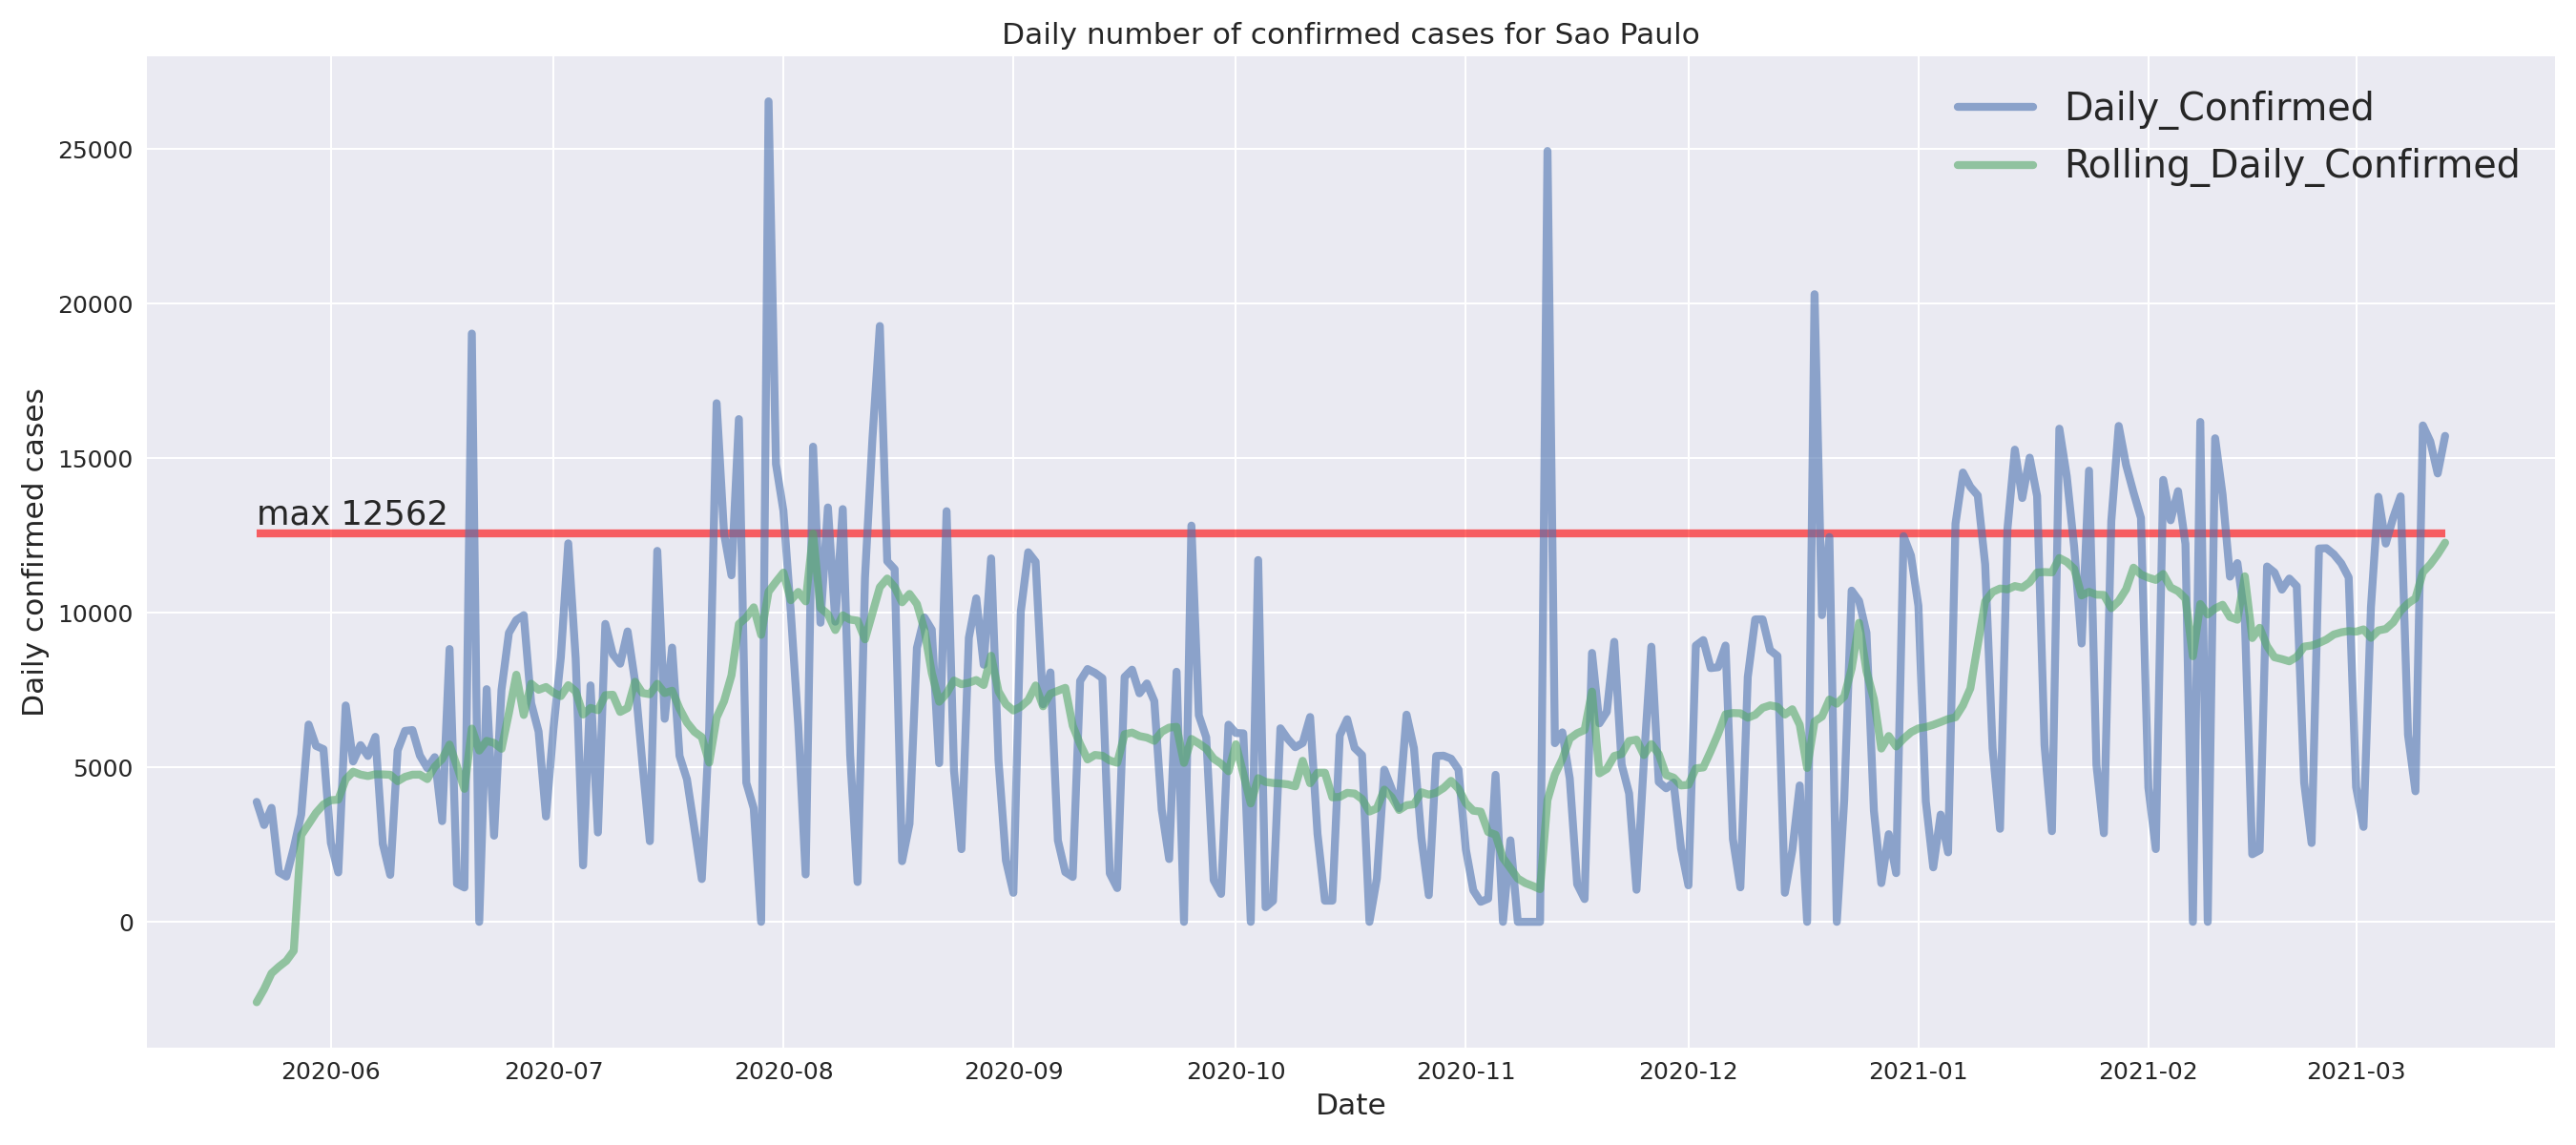 Daily number of confirmed cases for Sao Paulo
Daily_Confirmed
Rolling_Daily_Confirmed
25000
20000
15000
10000
5000
0
Daily confirmed cases
max 12562
2020-06
2020-07
2020-08
2020-09
2020-10
2020-11
2020-12
2021-01
2021-02
2021-03
Date